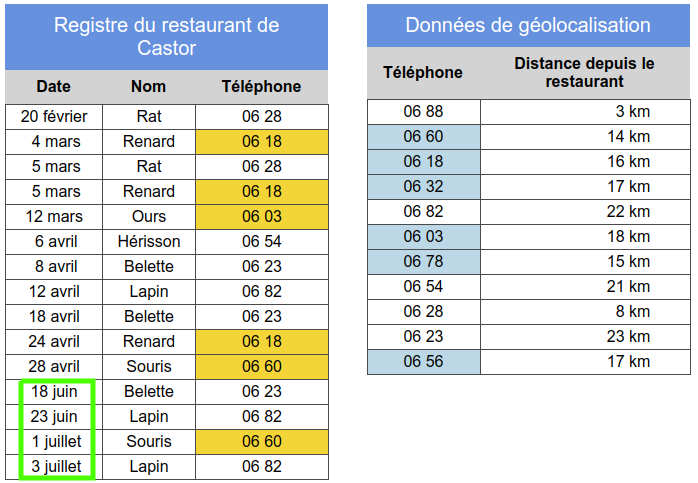 Registre du restaurant de
Castor
Date Nom Téléphone
20 février Rat 06 28
4 mars Renard 06 18
5 mars Rat 06 28
5 mars Renard 06 18
12 mars Ours 06 03
6 avril Hérisson 06 54
8 avril Belette 06 23
12 avril Lapin 06 82
18 avril Belette 06 23
24 avril Renard 06 18
28 avril Souris 06 60
18 juin Belette 06 23
23 juin Lapin 06 82
1 juillet Souris 06 60
3 juillet Lapin 06 82
Données de géolocalisation
Téléphone Distance depuis le
restaurant
06 88 3 km
06 60 14 km
06 18 16 km
06 32 17 km
06 82 22 km
06 03 18 km
06 78 15 km
06 54 21 km
06 28 8 km
06 23 23 km
06 56 17 km